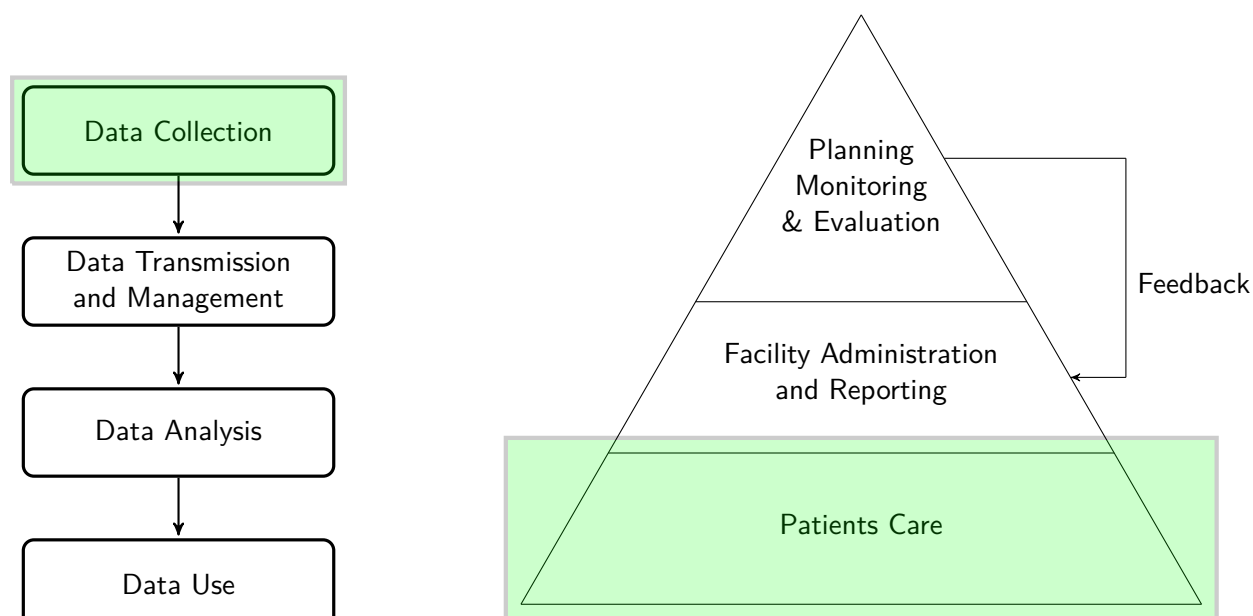 Data Collection
Data Transmission
and Management
Data Analysis
Data Use
Planning
Monitoring
& Evaluation
Feedback
Facility Administration
and Reporting
Patients Care